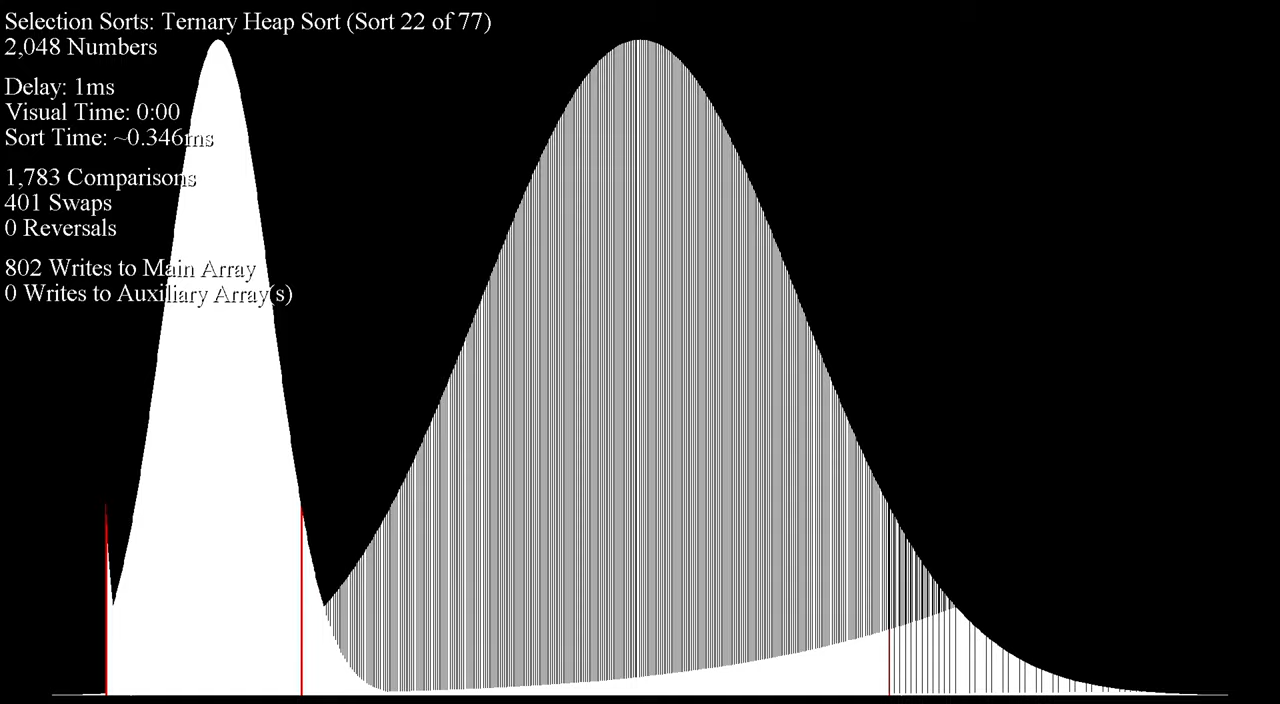 Selection Sorts: Ternary Heap Sort (Sort 22 of 77)
2,048 Numbers
Delay: 1ms
Visual Time: 0:00
Sort Time: ~0.346ms
1,783 Comparisons
401 Swaps
0 Reversals
802 Writes to Main Array
0 Writes to Auxiliary Array(s)